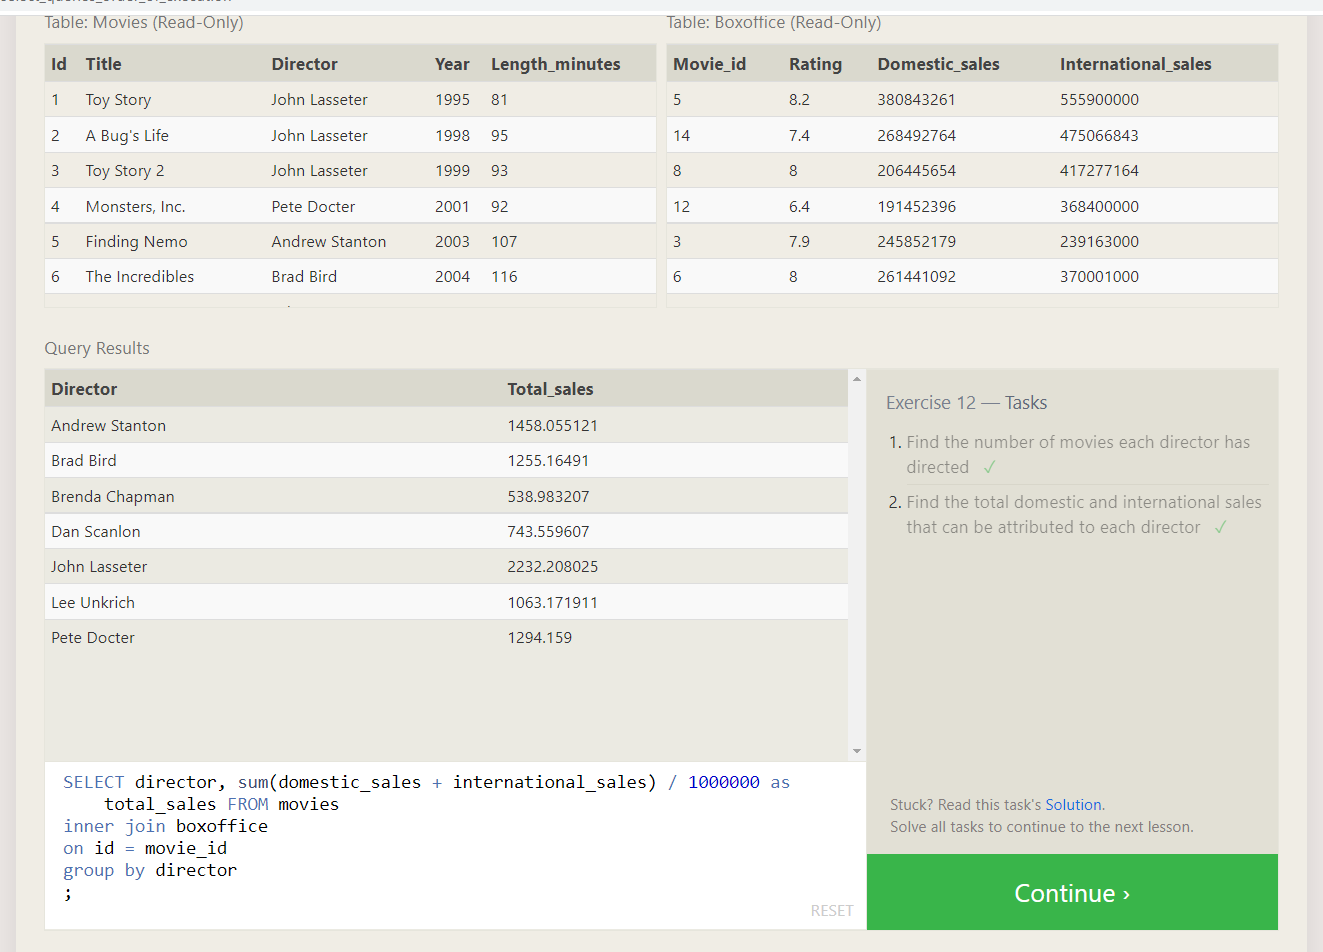 Table: Movies (Read-Only)
Id Title Director Year Length_minutes
1 Toy Story John Lasseter 1995 81
2 A Bug's Life John Lasseter 1998 95
3 Toy Story 2 John Lasseter 1999 93
4 Monsters, Inc. Pete Docter 2001 92
5 Finding Nemo Andrew Stanton 2003 107
6 The Incredibles Brad Bird 2004 116
Table: Boxoffice (Read-Only)
Movie_id Rating Domestic_sales International_sales
5 8.2 380843261 555900000
14 7.4 268492764 475066843
8 8 206445654 417277164
12 6.4 191452396 368400000
3 7.9 245852179 239163000
6 8 261441092 370001000
Query Results
Director Total_sales
Andrew Stanton 1458.055121
Brad Bird 1255.16491
Brenda Chapman 538.983207
Dan Scanlon 743.559607
John Lasseter 2232.208025
Lee Unkrich 1063.171911
Pete Docter 1294.159
SELECT director, sum(domestic_sales + international_sales) / 1000000 as
total_sales FROM movies
inner join boxoffice
on id = movie_id
group by director
;
RESET
Exercise 12 — Tasks
1. Find the number of movies each director has
directed ✓
2. Find the total domestic and international sales
that can be attributed to each director ✓
Stuck? Read this task's Solution.
Solve all tasks to continue to the next lesson.
Continue ›